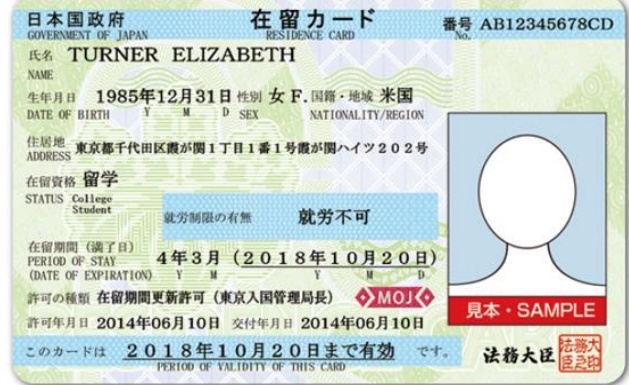 日本国政府 在留カード 番号 AB12345678CD
GOVERNMENT OF JAPAN RESIDENCE CARD No.
氏名 TURNER ELIZABETH
NAME
生年月日 1985年12月31日 性別 女 F. 国籍・地域 米国
DATE OF BIRTH Y M D SEX NATIONALITY/REGION
住居地 東京都千代田区霞が関1丁目1番1号霞が関ハイツ202号
ADDRESS
在留資格 留学
STATUS College
Student
就労制限の有無 就労不可
在留期間(満了日)
PERIOD OF STAY 4年3月(2018年10月20日)
(DATE OF EXPIRATION) Y M Y M D
許可の種類 在留期間更新許可(東京入国管理局長) MOJ
見本・SAMPLE
許可年月日 2014年06月10日 交付年月日 2014年06月10日
このカードは 2018年10月20日まで有効 です。 法務大臣
PERIOD OF VALIDITY OF THIS CARD